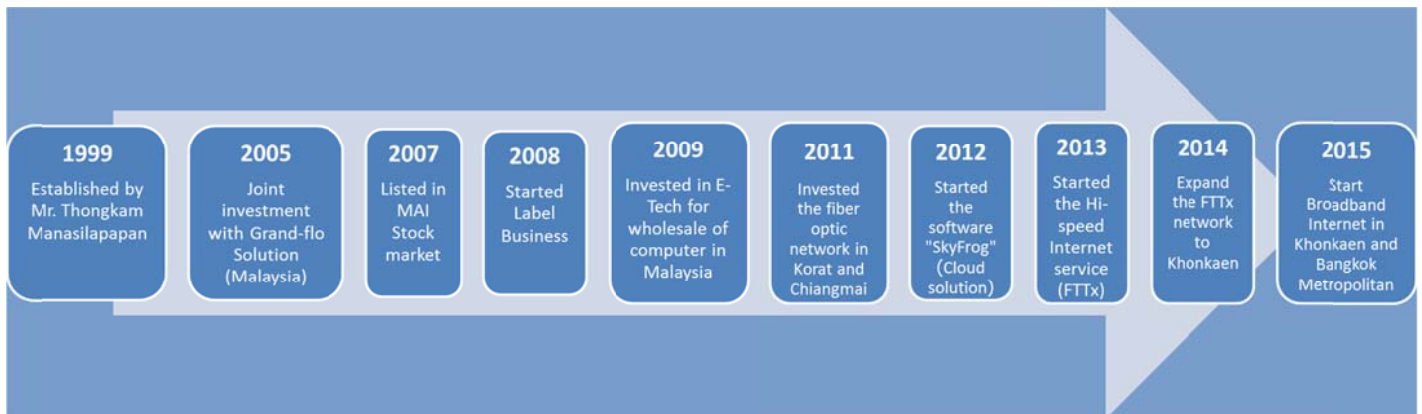 1999
Established by
Mr. Thongkam
Manasilapapan
2005
Joint
investment
with Grand-flo
Solution
(Malaysia)
2007
Listed in
MAI
Stock
market
2008
Started
Label
Business
2009
Invested in E-
Tech for
wholesale of
computer in
Malaysia
2011
Invested
the fiber
optic
network in
Korat and
Chiangmai
2012
Started
the
software
"SkyFrog"
(Cloud
solution)
2013
Started
the Hi-
speed
Internet
service
(FTTx)
2014
Expand
the FTTx
network
to
Khonkaen
2015
Start
Broadband
Internet in
Khonkaen and
Bangkok
Metropolitan